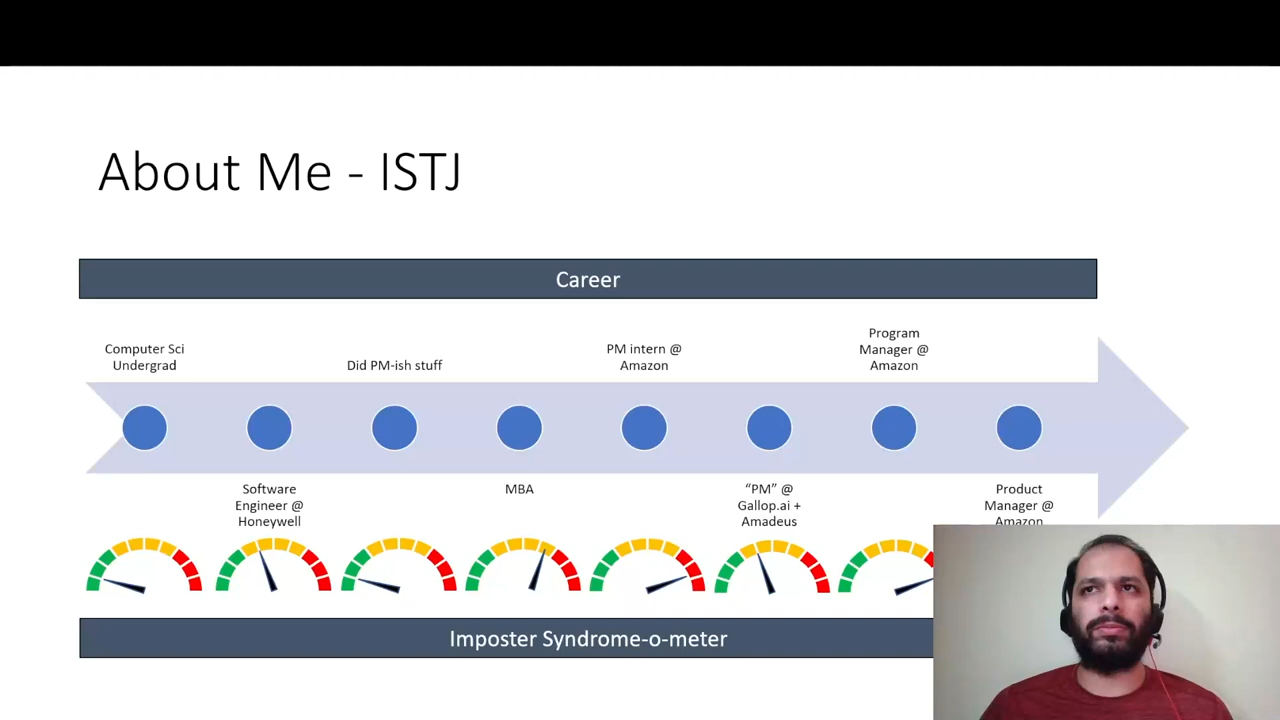 About Me - ISTJ
Career
Computer Sci
Undergrad
Did PM-ish stuff
PM intern @
Amazon
Program
Manager @
Amazon
Software
Engineer @
Honeywell
MBA
“PM” @
Gallop.ai +
Amadeus
Product
Manager @
Amazon
Imposter Syndrome-o-meter